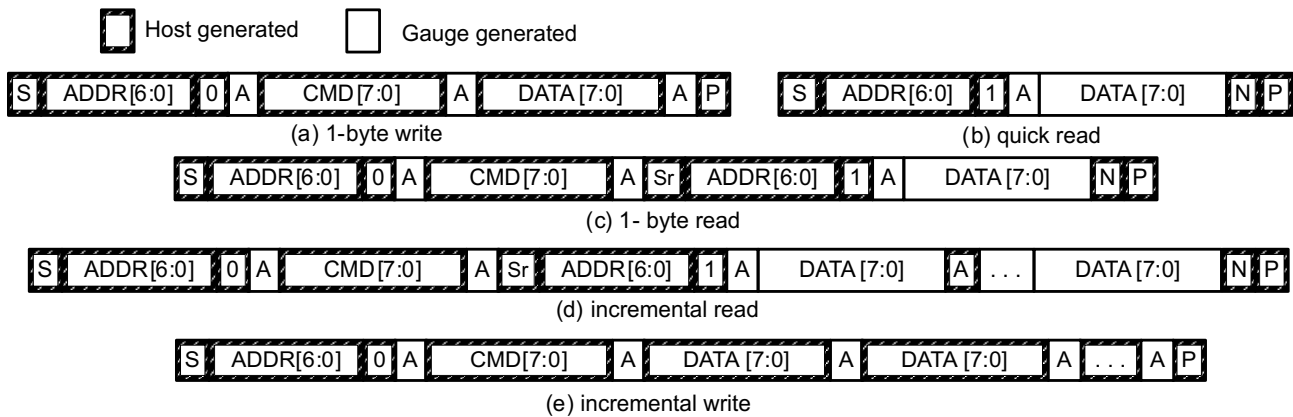 Host generated Gauge generated
S ADDR[6:0] 0 A CMD[7:0] A DATA[7:0] A P
(a) 1-byte write
S ADDR[6:0] 1 A DATA[7:0] N P
(b) quick read
S ADDR[6:0] 0 A CMD[7:0] A Sr ADDR[6:0] 1 A DATA[7:0] N P
(c) 1- byte read
S ADDR[6:0] 0 A CMD[7:0] A Sr ADDR[6:0] 1 A DATA[7:0] A . . . DATA[7:0] N P
(d) incremental read
S ADDR[6:0] 0 A CMD[7:0] A DATA[7:0] A DATA[7:0] A . . . A P
(e) incremental write